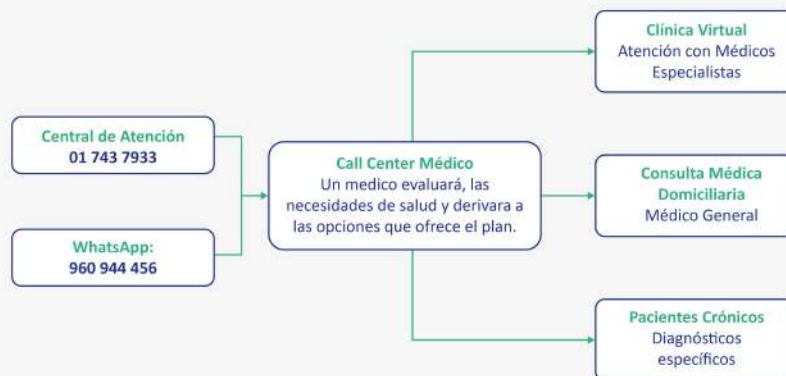 Central de Atención
01 743 7933
WhatsApp:
960 944 456
Call Center Médico
Un medico evaluará, las
necesidades de salud y derivara a
las opciones que ofrece el plan.
Clínica Virtual
Atención con Médicos
Especialistas
Consulta Médica
Domiciliaria
Médico General
Pacientes Crónicos
Diagnósticos
específicos